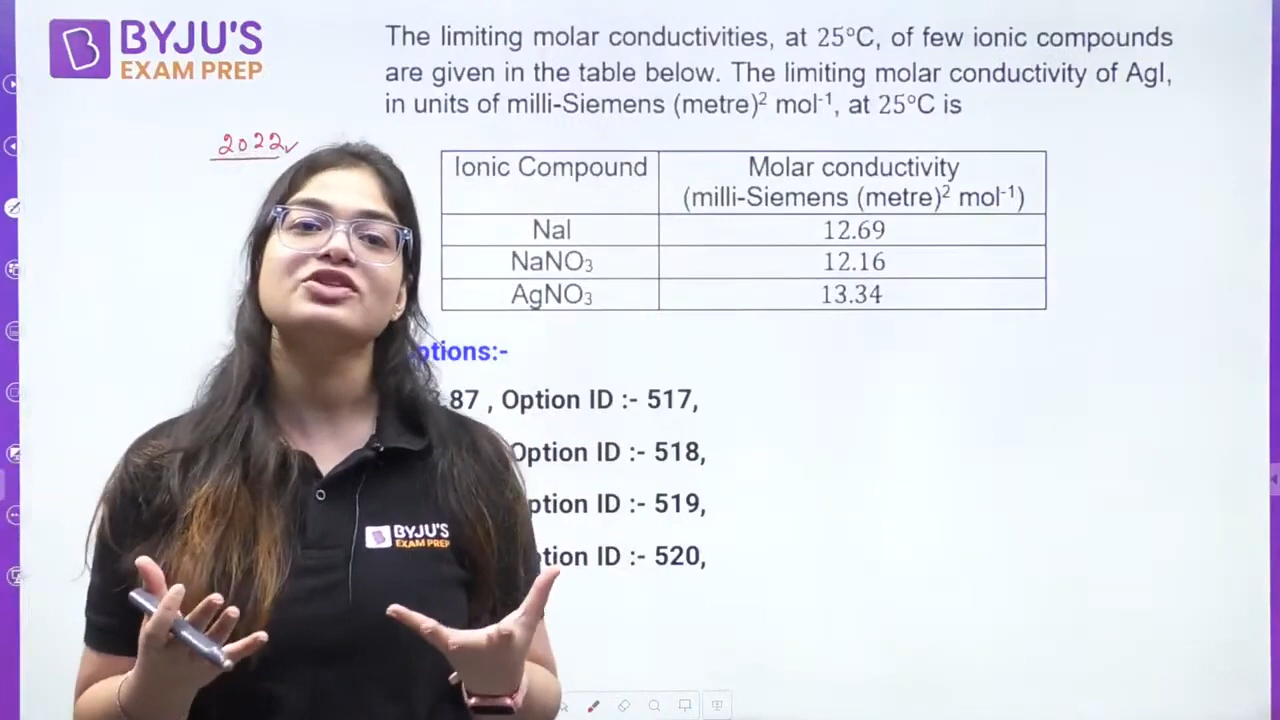 BYJU'S
EXAM PREP
The limiting molar conductivities, at 25°C, of few ionic compounds
are given in the table below. The limiting molar conductivity of AgI,
in units of milli-Siemens (metre)² mol⁻¹, at 25°C is
2022
Ionic Compound Molar conductivity
(milli-Siemens (metre)² mol⁻¹)
NaI 12.69
NaNO₃ 12.16
AgNO₃ 13.34
ptions:-
.87 , Option ID :- 517,
Option ID :- 518,
ption ID :- 519,
tion ID :- 520,
BYJU'S
EXAM PREP